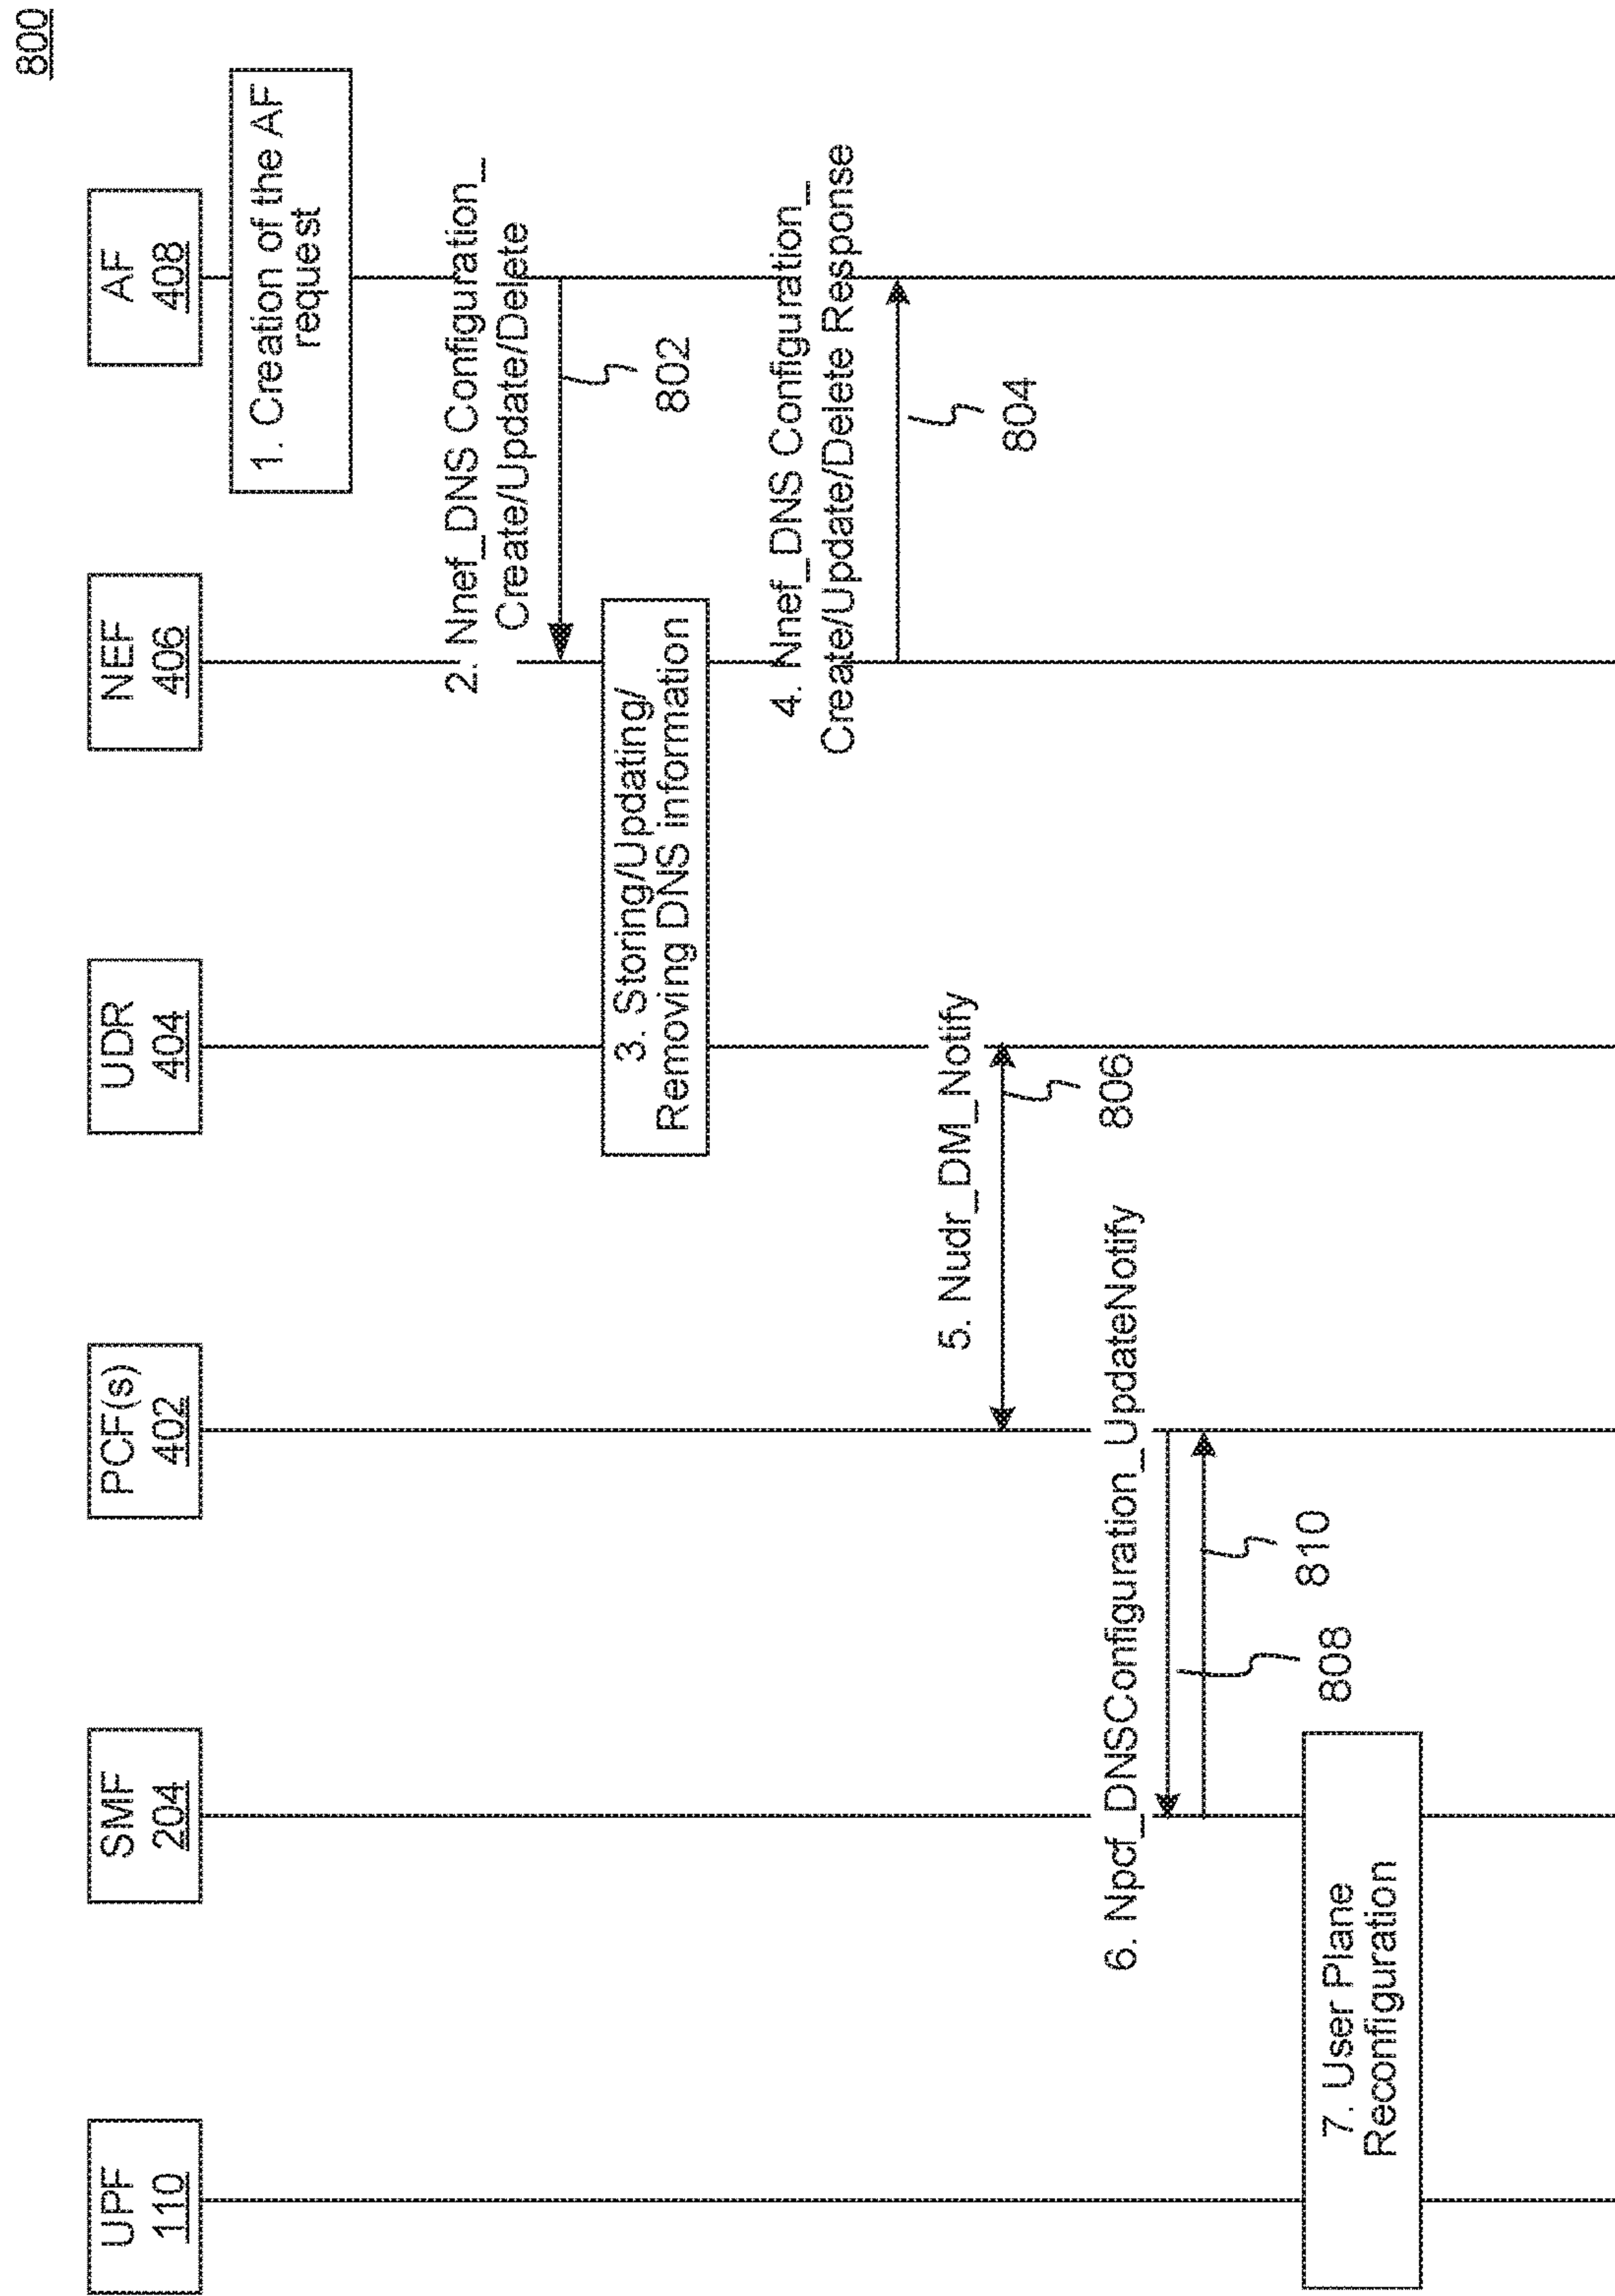 800
UPF
110
SMF
204
PCF(s)
402
UDR
404
NEF
406
AF
408
1. Creation of the AF
request
2. Nnef_DNS Configuration_
Create/Update/Delete
802
3. Storing/Updating/
Removing DNS information
4. Nnef_DNS Configuration_
Create/Update/Delete Response
804
5. Nudr_DM_Notify
806
6. Npcf_DNSConfiguration_UpdateNotify
808
810
7. User Plane
Reconfiguration